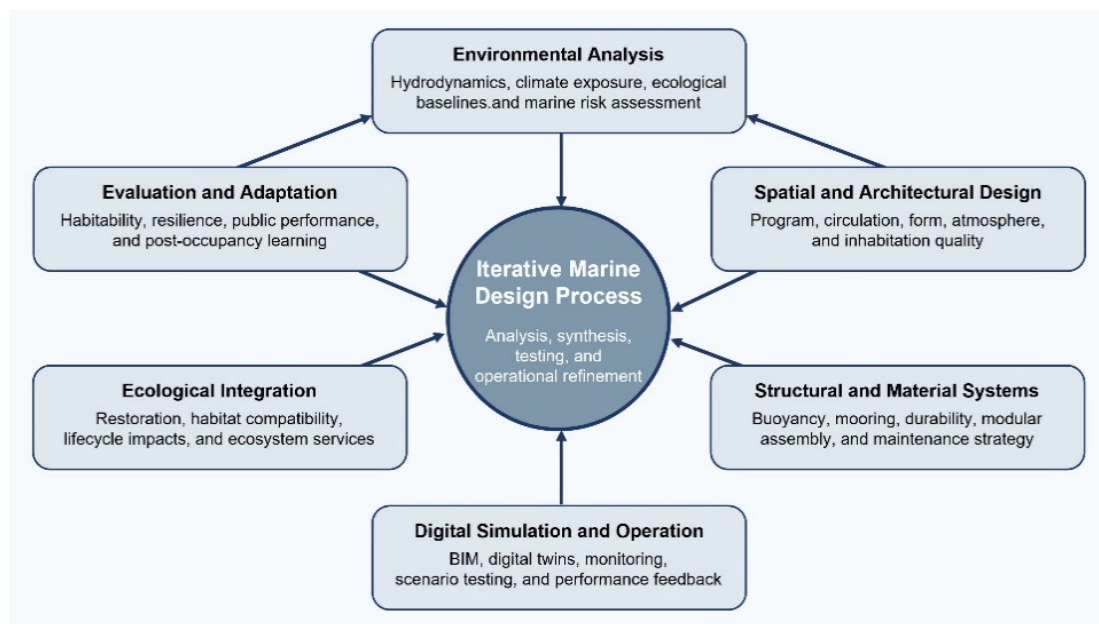 Environmental Analysis
Hydrodynamics, climate exposure, ecological
baselines.and marine risk assessment
Evaluation and Adaptation
Habitability, resilience, public performance,
and post-occupancy learning
Spatial and Architectural Design
Program, circulation, form, atmosphere,
and inhabitation quality
Iterative Marine
Design Process
Analysis, synthesis,
testing, and
operational refinement
Ecological Integration
Restoration, habitat compatibility,
lifecycle impacts, and ecosystem services
Structural and Material Systems
Buoyancy, mooring, durability, modular
assembly, and maintenance strategy
Digital Simulation and Operation
BIM, digital twins, monitoring,
scenario testing, and performance feedback